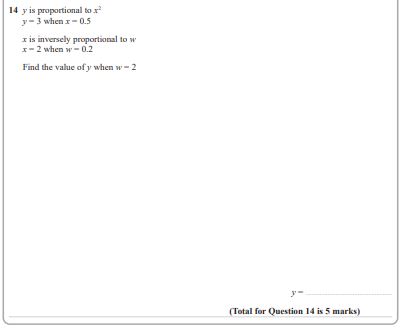 14 y is proportional to x²
y = 3 when x = 0.5
x is inversely proportional to w
x = 2 when w = 0.2
Find the value of y when w = 2
y =
(Total for Question 14 is 5 marks)